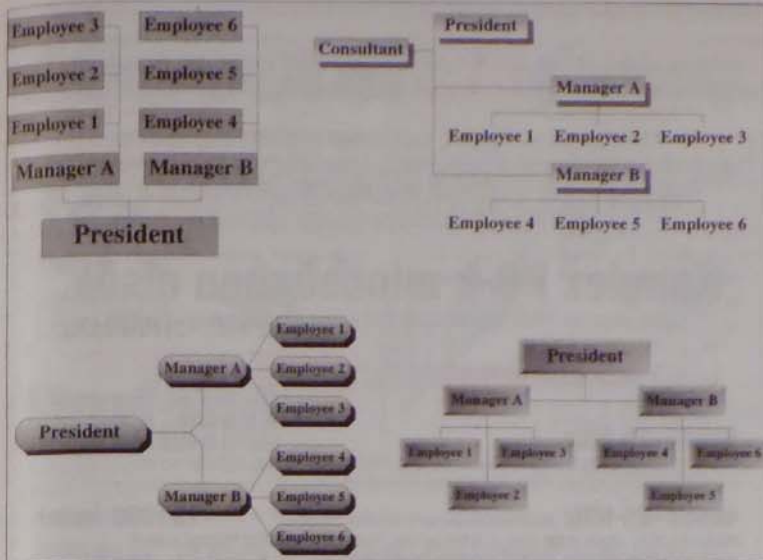 Employee 3
Employee 6
Employee 2
Employee 5
Employee 1
Employee 4
Manager A
Manager B
President
President
Consultant
Manager A
Employee 1 Employee 2 Employee 3
Manager B
Employee 4 Employee 5 Employee 6
President
Manager A
Employee 1
Employee 2
Employee 3
Manager B
Employee 4
Employee 5
Employee 6
President
Manager A
Manager B
Employee 1
Employee 3
Employee 4
Employee 6
Employee 2
Employee 5